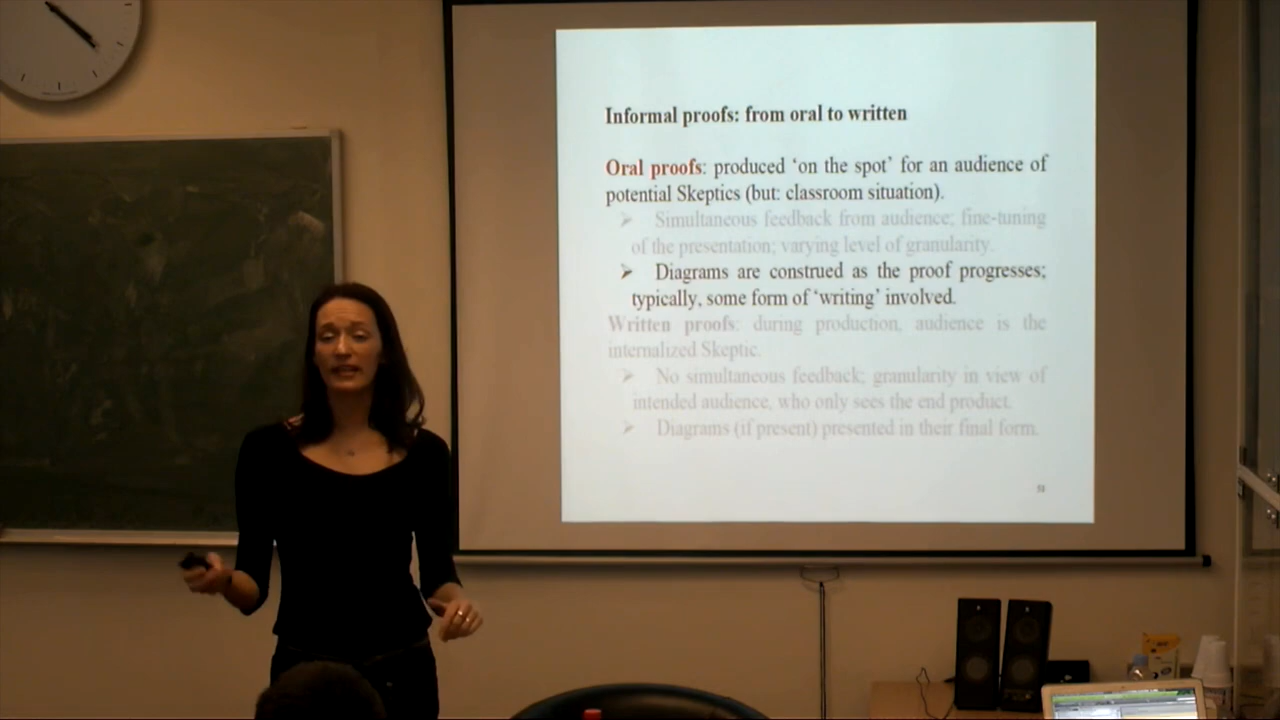 Informal proofs: from oral to written
Oral proofs: produced ‘on the spot’ for an audience of
potential Skeptics (but: classroom situation).
➢ Simultaneous feedback from audience; fine-tuning
of the presentation; varying level of granularity.
➢ Diagrams are construed as the proof progresses;
typically, some form of ‘writing’ involved.
Written proofs: during production, audience is the
internalized Skeptic.
➢ No simultaneous feedback; granularity in view of
intended audience, who only sees the end product.
➢ Diagrams (if present) presented in their final form.